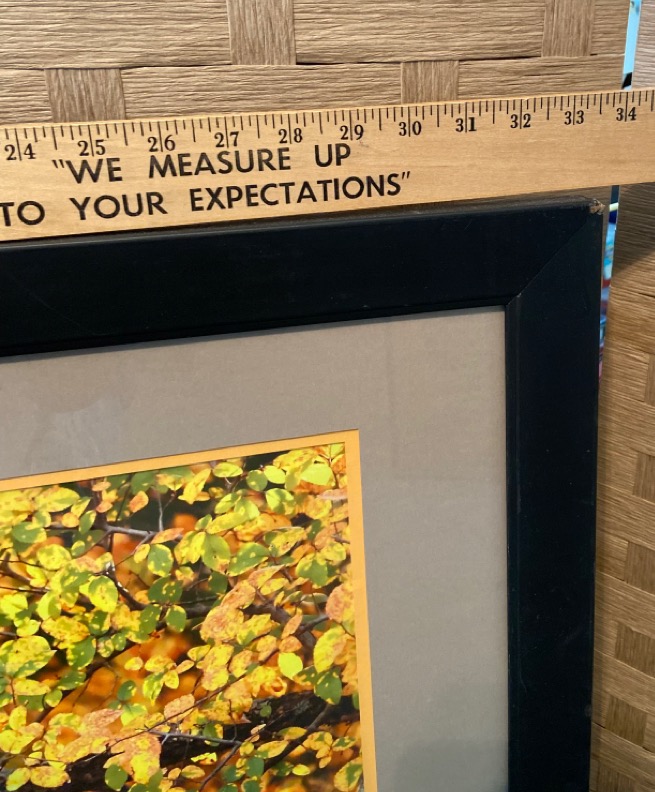 24 25 26 27 28 29 30 31 32 33 34
"WE MEASURE UP
TO YOUR EXPECTATIONS"